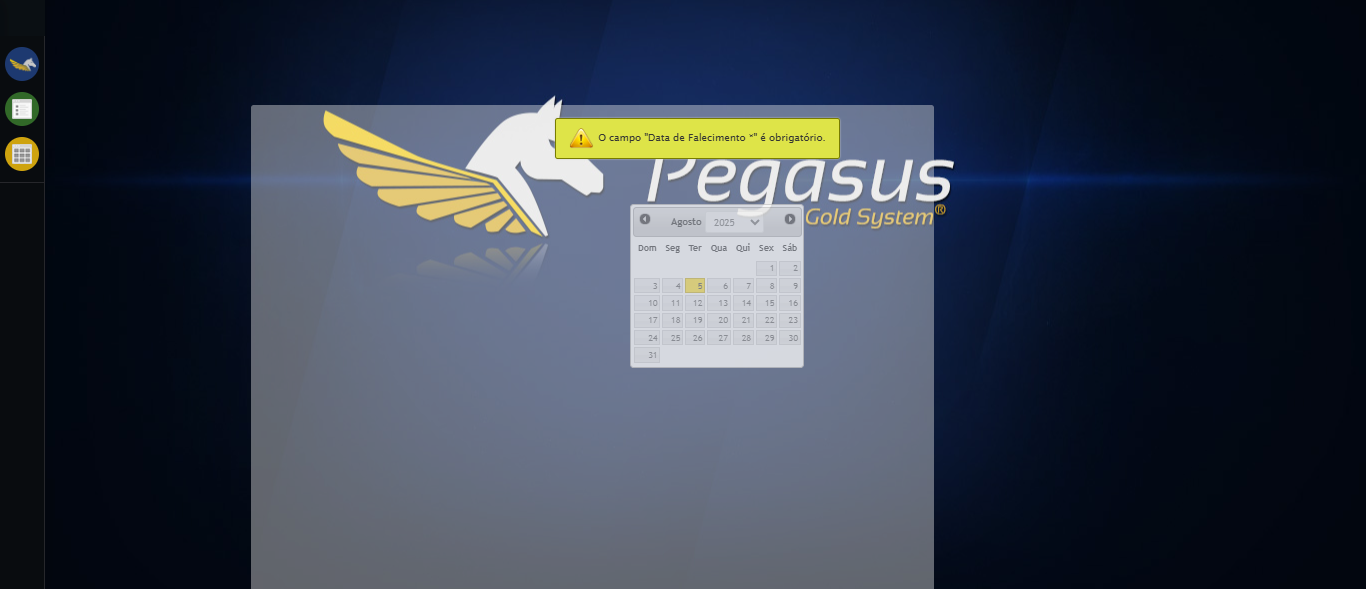 O campo "Data de Falecimento *" é obrigatório.
Pegasus
Gold System®
Agosto 2025
Dom Seg Ter Qua Qui Sex Sáb
1 2
3 4 5 6 7 8 9
10 11 12 13 14 15 16
17 18 19 20 21 22 23
24 25 26 27 28 29 30
31